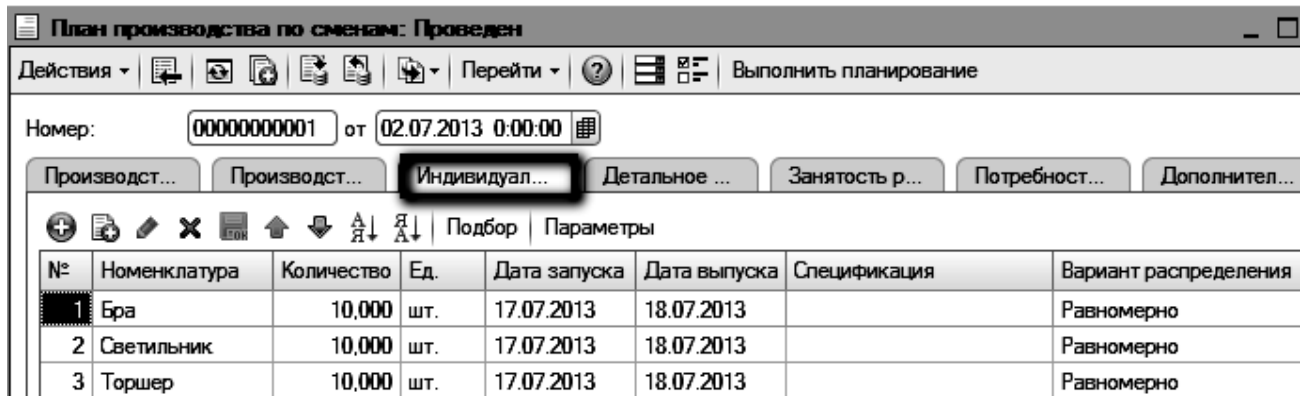 План производства по сменам: Проведен
Действия Перейти Выполнить планирование
Номер: 00000000001 от 02.07.2013 0:00:00
Производст... Производст... Индивидуал... Детальное ... Занятость р... Потребност... Дополнител...
Подбор Параметры
№ Номенклатура Количество Ед. Дата запуска Дата выпуска Спецификация Вариант распределения
1 Бра 10,000 шт. 17.07.2013 18.07.2013 Равномерно
2 Светильник 10,000 шт. 17.07.2013 18.07.2013 Равномерно
3 Торшер 10,000 шт. 17.07.2013 18.07.2013 Равномерно